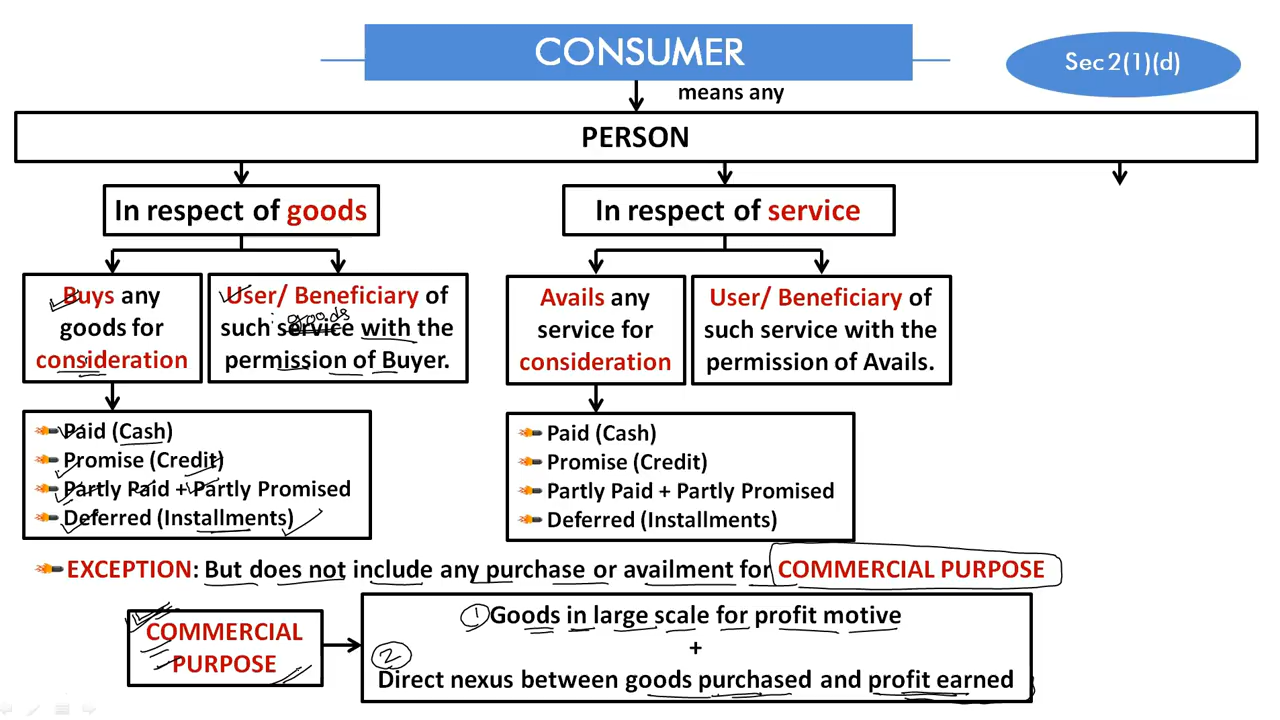 CONSUMER
Sec 2(1)(d)
means any
PERSON
In respect of goods
In respect of service
Buys any
goods for
consideration
User/ Beneficiary of
goods
such service with the
permission of Buyer.
Avails any
service for
consideration
User/ Beneficiary of
such service with the
permission of Avails.
Paid (Cash)
Promise (Credit)
Partly Paid + Partly Promised
Deferred (Installments)
Paid (Cash)
Promise (Credit)
Partly Paid + Partly Promised
Deferred (Installments)
EXCEPTION: But does not include any purchase or availment for COMMERCIAL PURPOSE
COMMERCIAL
PURPOSE
1 Goods in large scale for profit motive
+
2
Direct nexus between goods purchased and profit earned